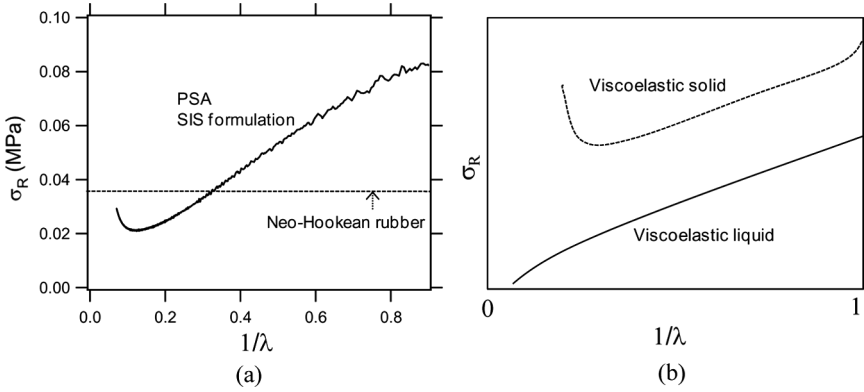 0.10
0.08
0.06
0.04
0.02
0.00
σR (MPa)
PSA
SIS formulation
Neo-Hookean rubber
0.0 0.2 0.4 0.6 0.8
1/λ
(a)
σR
Viscoelastic solid
Viscoelastic liquid
0 1
1/λ
(b)